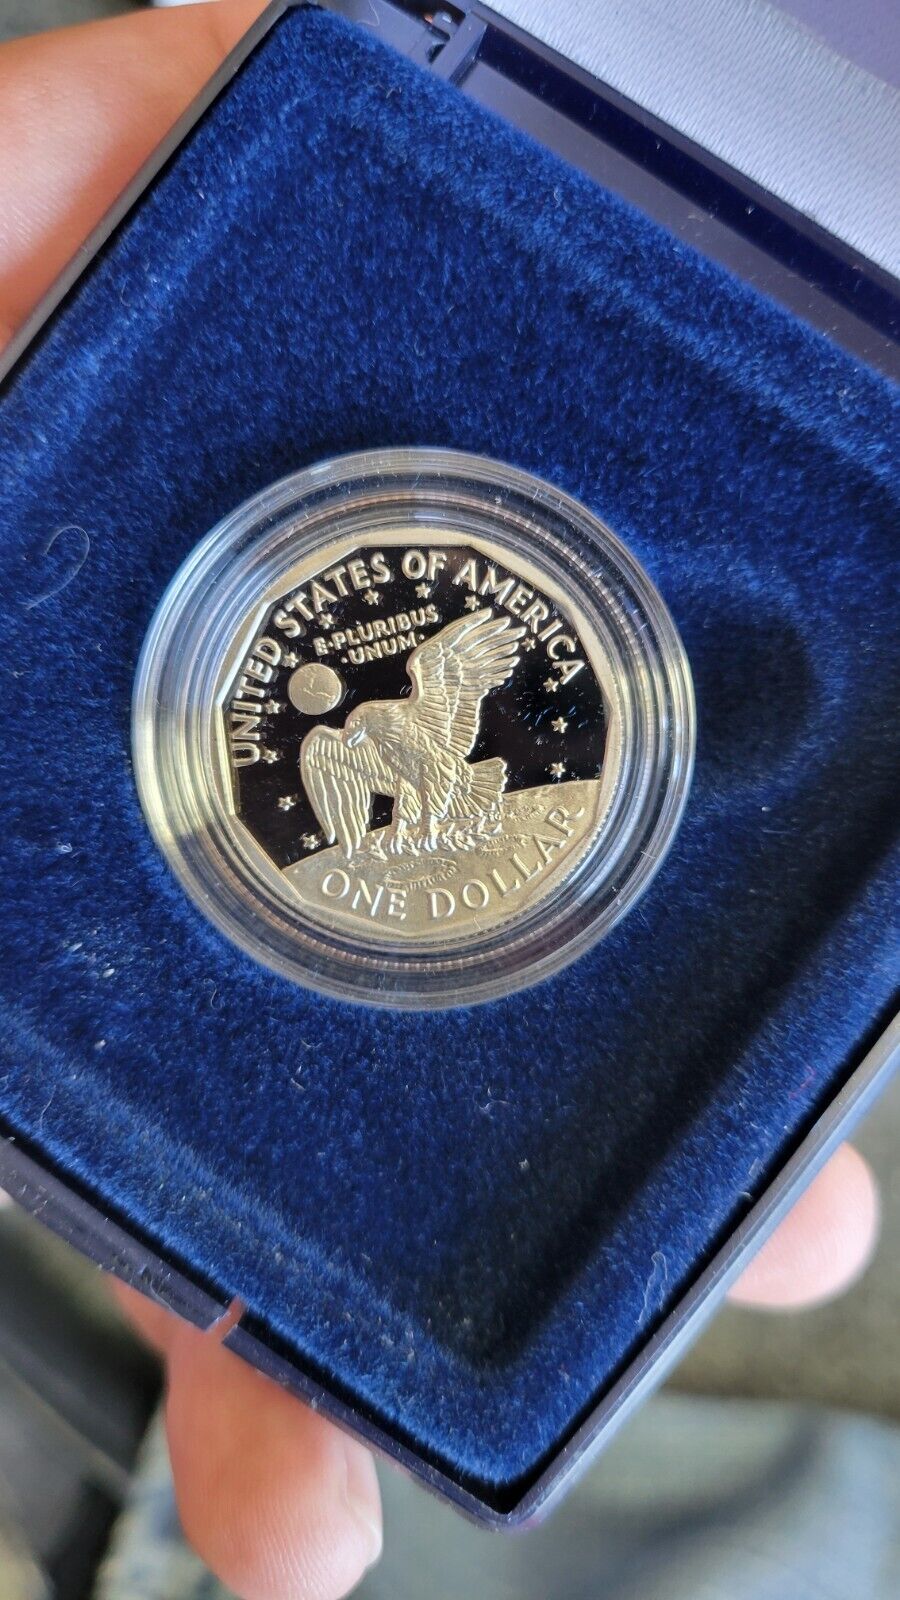 UNITED STATES OF AMERICA
E·PLURIBUS
·UNUM·
ONE DOLLAR